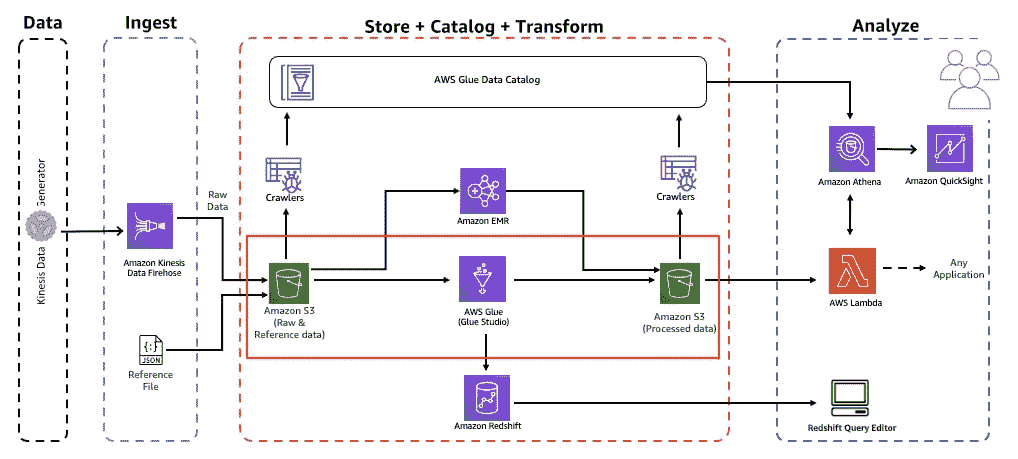 Data
Ingest
Store + Catalog + Transform
Analyze
AWS Glue Data Catalog
Kinesis Data Generator
Crawlers
Crawlers
Amazon Athena
Amazon QuickSight
Raw
Data
Amazon EMR
Amazon Kinesis
Data Firehose
Amazon S3
(Raw &
Reference data)
AWS Glue
(Glue Studio)
Amazon S3
(Processed data)
AWS Lambda
Any
Application
{:}
JSON
Reference
File
Amazon Redshift
Redshift Query Editor